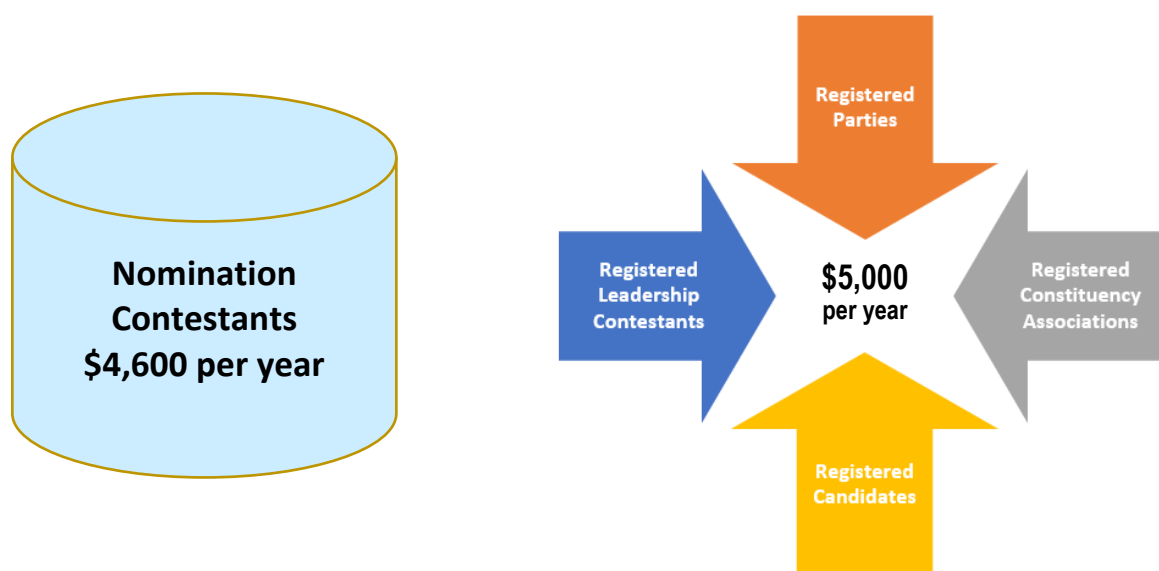 Nomination
Contestants
$4,600 per year
Registered
Parties
Registered
Leadership
Contestants
$5,000
per year
Registered
Constituency
Associations
Registered
Candidates